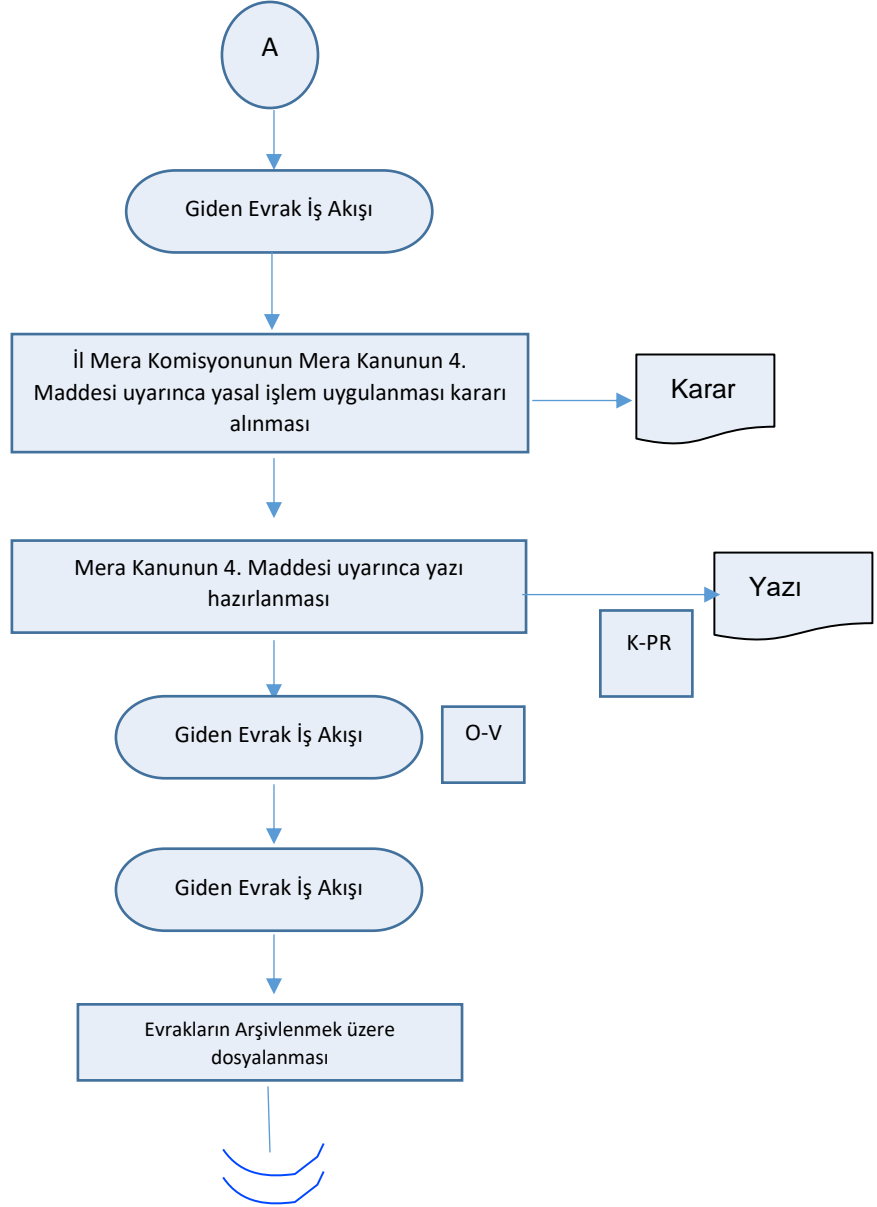 A
Giden Evrak İş Akışı
İl Mera Komisyonunun Mera Kanunun 4.
Maddesi uyarınca yasal işlem uygulanması kararı
alınması
Karar
Mera Kanunun 4. Maddesi uyarınca yazı
hazırlanması
Yazı
K-PR
Giden Evrak İş Akışı
O-V
Giden Evrak İş Akışı
Evrakların Arşivlenmek üzere
dosyalanması